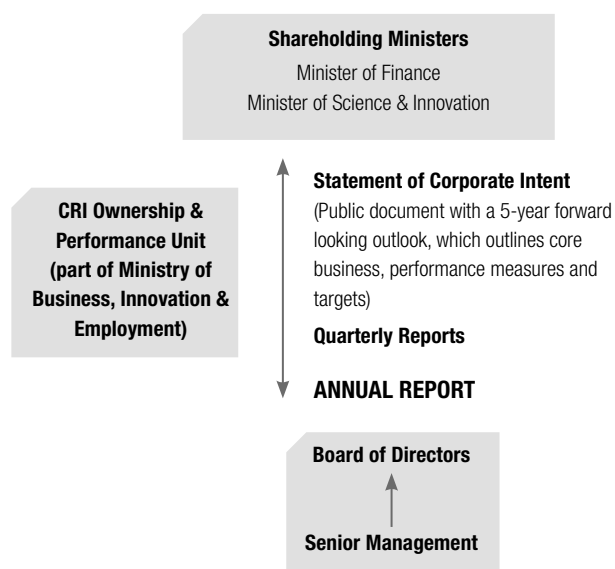 Shareholding Ministers
Minister of Finance
Minister of Science & Innovation
CRI Ownership &
Performance Unit
(part of Ministry of
Business, Innovation &
Employment)
Statement of Corporate Intent
(Public document with a 5-year forward
looking outlook, which outlines core
business, performance measures and
targets)
Quarterly Reports
ANNUAL REPORT
Board of Directors
Senior Management